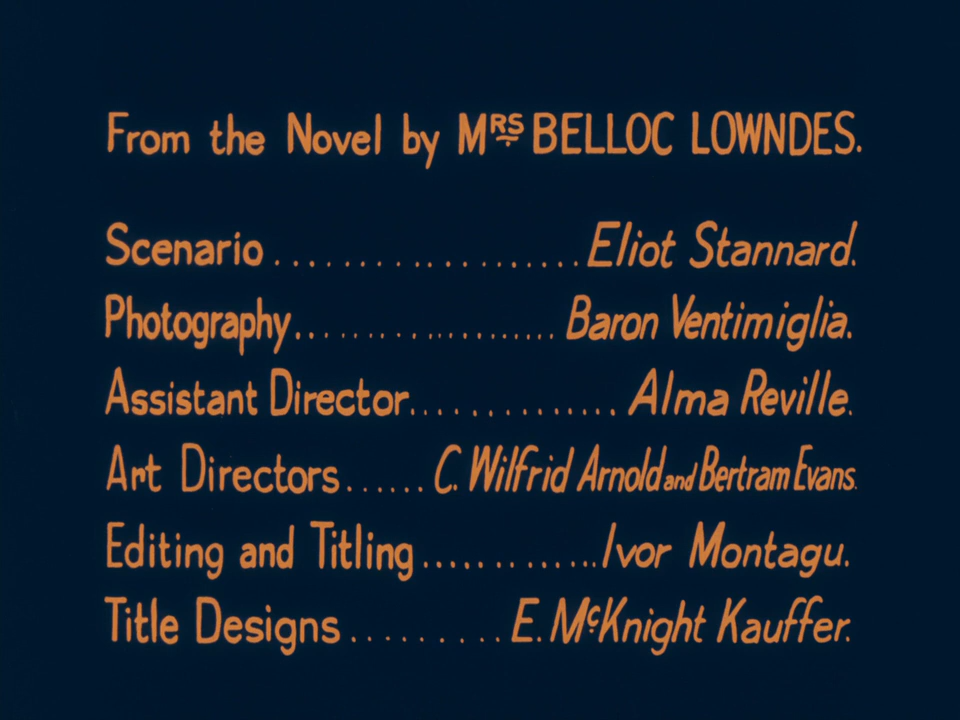 From the Novel by MRS BELLOC LOWNDES.
Scenario .................... Eliot Stannard.
Photography ................... Baron Ventimiglia.
Assistant Director .............. Alma Reville.
Art Directors ...... C. Wilfrid Arnold and Bertram Evans.
Editing and Titling ............. Ivor Montagu.
Title Designs ......... E. McKnight Kauffer.